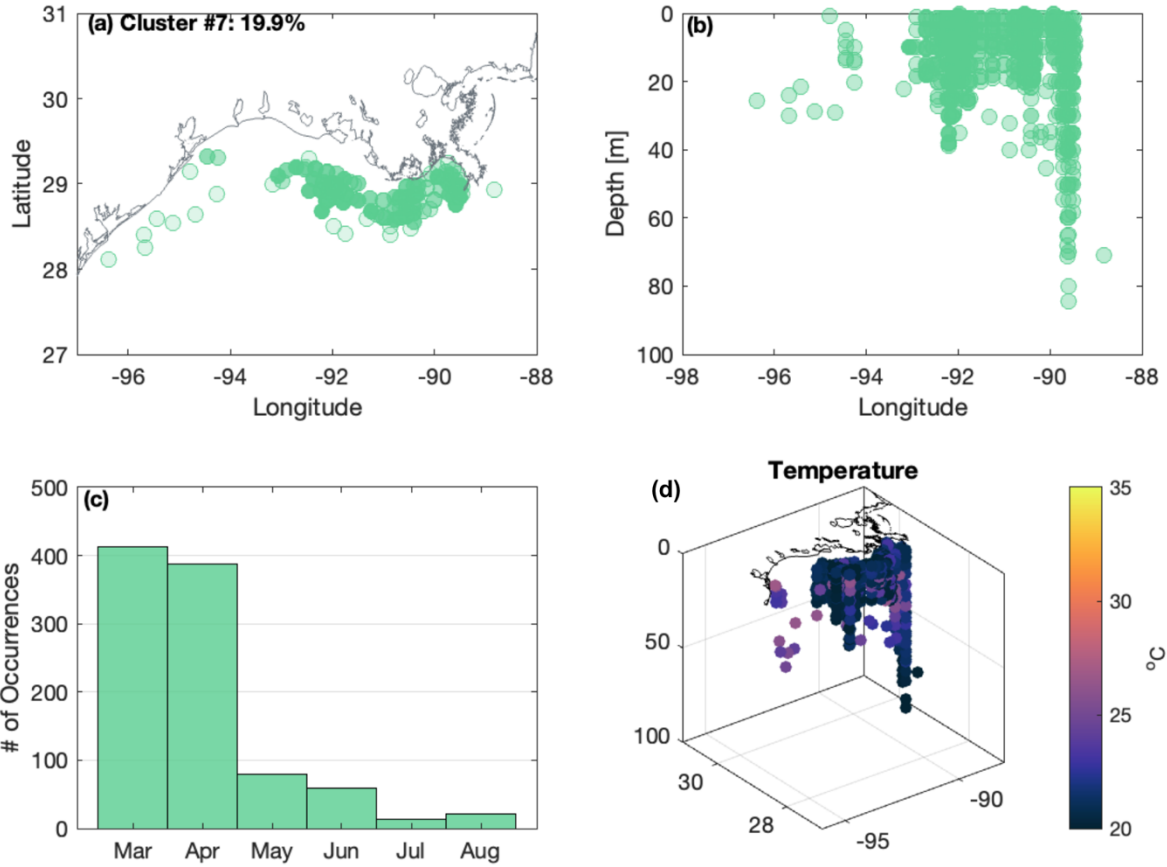 (a) Cluster #7: 19.9%
31
30
29
28
27
Latitude
-96
-94
-92
-90
-88
Longitude
(b)
0
20
40
60
80
100
Depth [m]
-98
-96
-94
-92
-90
-88
Longitude
(c)
500
400
300
200
100
0
# of Occurrences
Mar
Apr
May
Jun
Jul
Aug
(d)
Temperature
0
50
100
30
28
-95
-90
35
30
25
20
°C